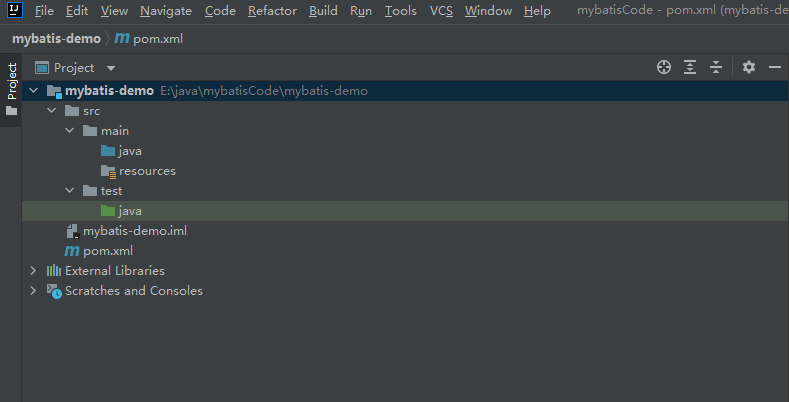 IJ File Edit View Navigate Code Refactor Build Run Tools VCS Window Help mybatisCode - pom.xml (mybatis-de
mybatis-demo m pom.xml
Project
Project
mybatis-demo E:\java\mybatisCode\mybatis-demo
src
main
java
resources
test
java
mybatis-demo.iml
m pom.xml
External Libraries
Scratches and Consoles